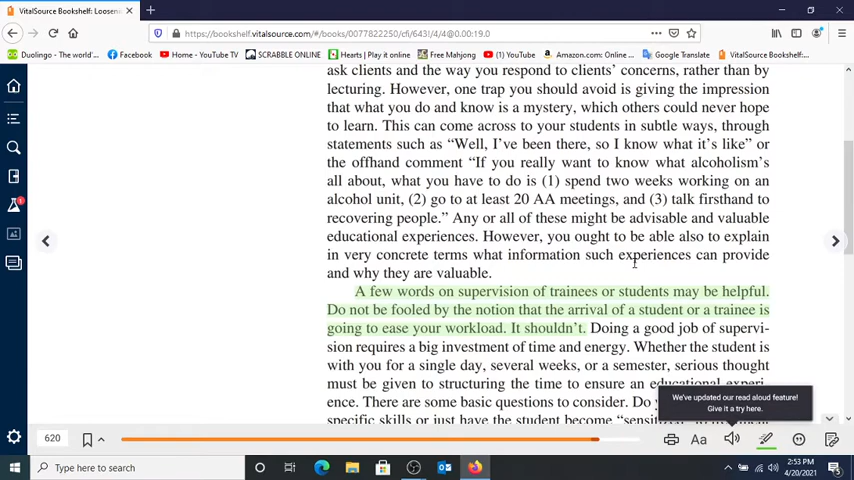 VitalSource Bookshelf: Loosen
https://bookshelf.vitalsource.com/#/books/0077822250/cfi/643!/4/4@0.00:19.0
Duolingo - The world'... Facebook Home - YouTube SCRABBLE ONLINE Hearts | Play it online Free Mahjong (1) YouTube Amazon.com: Online... Google Translate VitalSource Bookshelf:...
ask clients and the way you respond to clients' concerns, rather than by
lecturing. However, one trap you should avoid is giving the impression
that what you do and know is a mystery, which others could never hope
to learn. This can come across to your students in subtle ways, through
statements such as “Well, I've been there, so I know what it's like” or
the offhand comment “If you really want to know what alcoholism's
all about, what you have to do is (1) spend two weeks working on an
alcohol unit, (2) go to at least 20 AA meetings, and (3) talk firsthand to
recovering people.” Any or all of these might be advisable and valuable
educational experiences. However, you ought to be able also to explain
in very concrete terms what information such experiences can provide
and why they are valuable.
A few words on supervision of trainees or students may be helpful.
Do not be fooled by the notion that the arrival of a student or a trainee is
going to ease your workload. It shouldn't. Doing a good job of supervi-
sion requires a big investment of time and energy. Whether the student is
with you for a single day, several weeks, or a semester, serious thought
must be given to structuring the time to ensure an educational experi-
ence. There are some basic questions to consider. Do
specific skills or just have the student become “sensitized”
We've updated our read aloud feature!
Give it a try here.
620
Aa
Type here to search
2:53 PM
4/20/2021
5